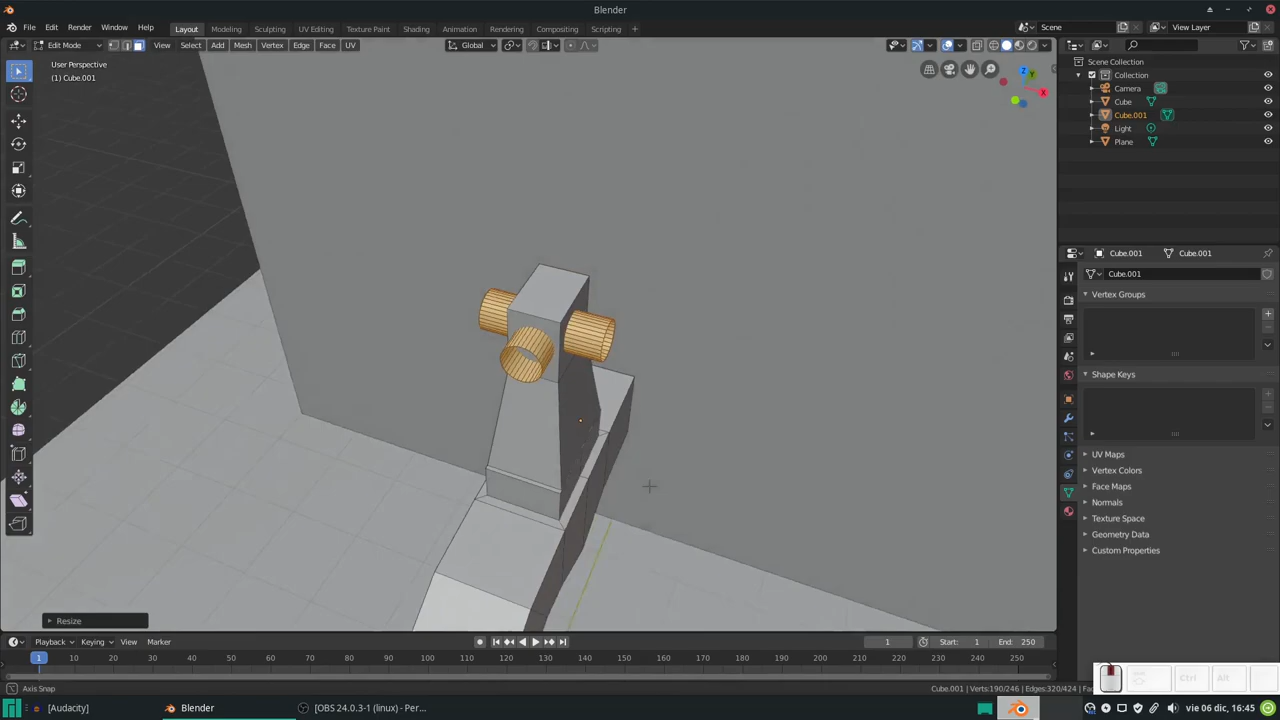 Blender
File Edit Render Window Help
Layout Modeling Sculpting UV Editing Texture Paint Shading Animation Rendering Compositing Scripting +
Scene
View Layer
Edit Mode
View Select Add Mesh Vertex Edge Face UV
Global
User Perspective
(1) Cube.001
Z
Y
X
Scene Collection
Collection
Camera
Cube
Cube.001
Light
Plane
Cube.001 Cube.001
Cube.001
Vertex Groups
Shape Keys
UV Maps
Vertex Colors
Face Maps
Normals
Texture Space
Geometry Data
Custom Properties
Resize
Playback Keying View Marker
1 Start: 1 End: 250
1 10 20 30 40 50 60 70 80 90 100 110 120 130 140 150 160 170 180 190 200 210 220 230 240 250
Axis Snap
Cube.001 | Verts:190/246 | Edges:320/424 | Fac
Ctrl Alt
[Audacity] Blender [OBS 24.0.3-1 (linux) - Per...
vie 06 dic, 16:45